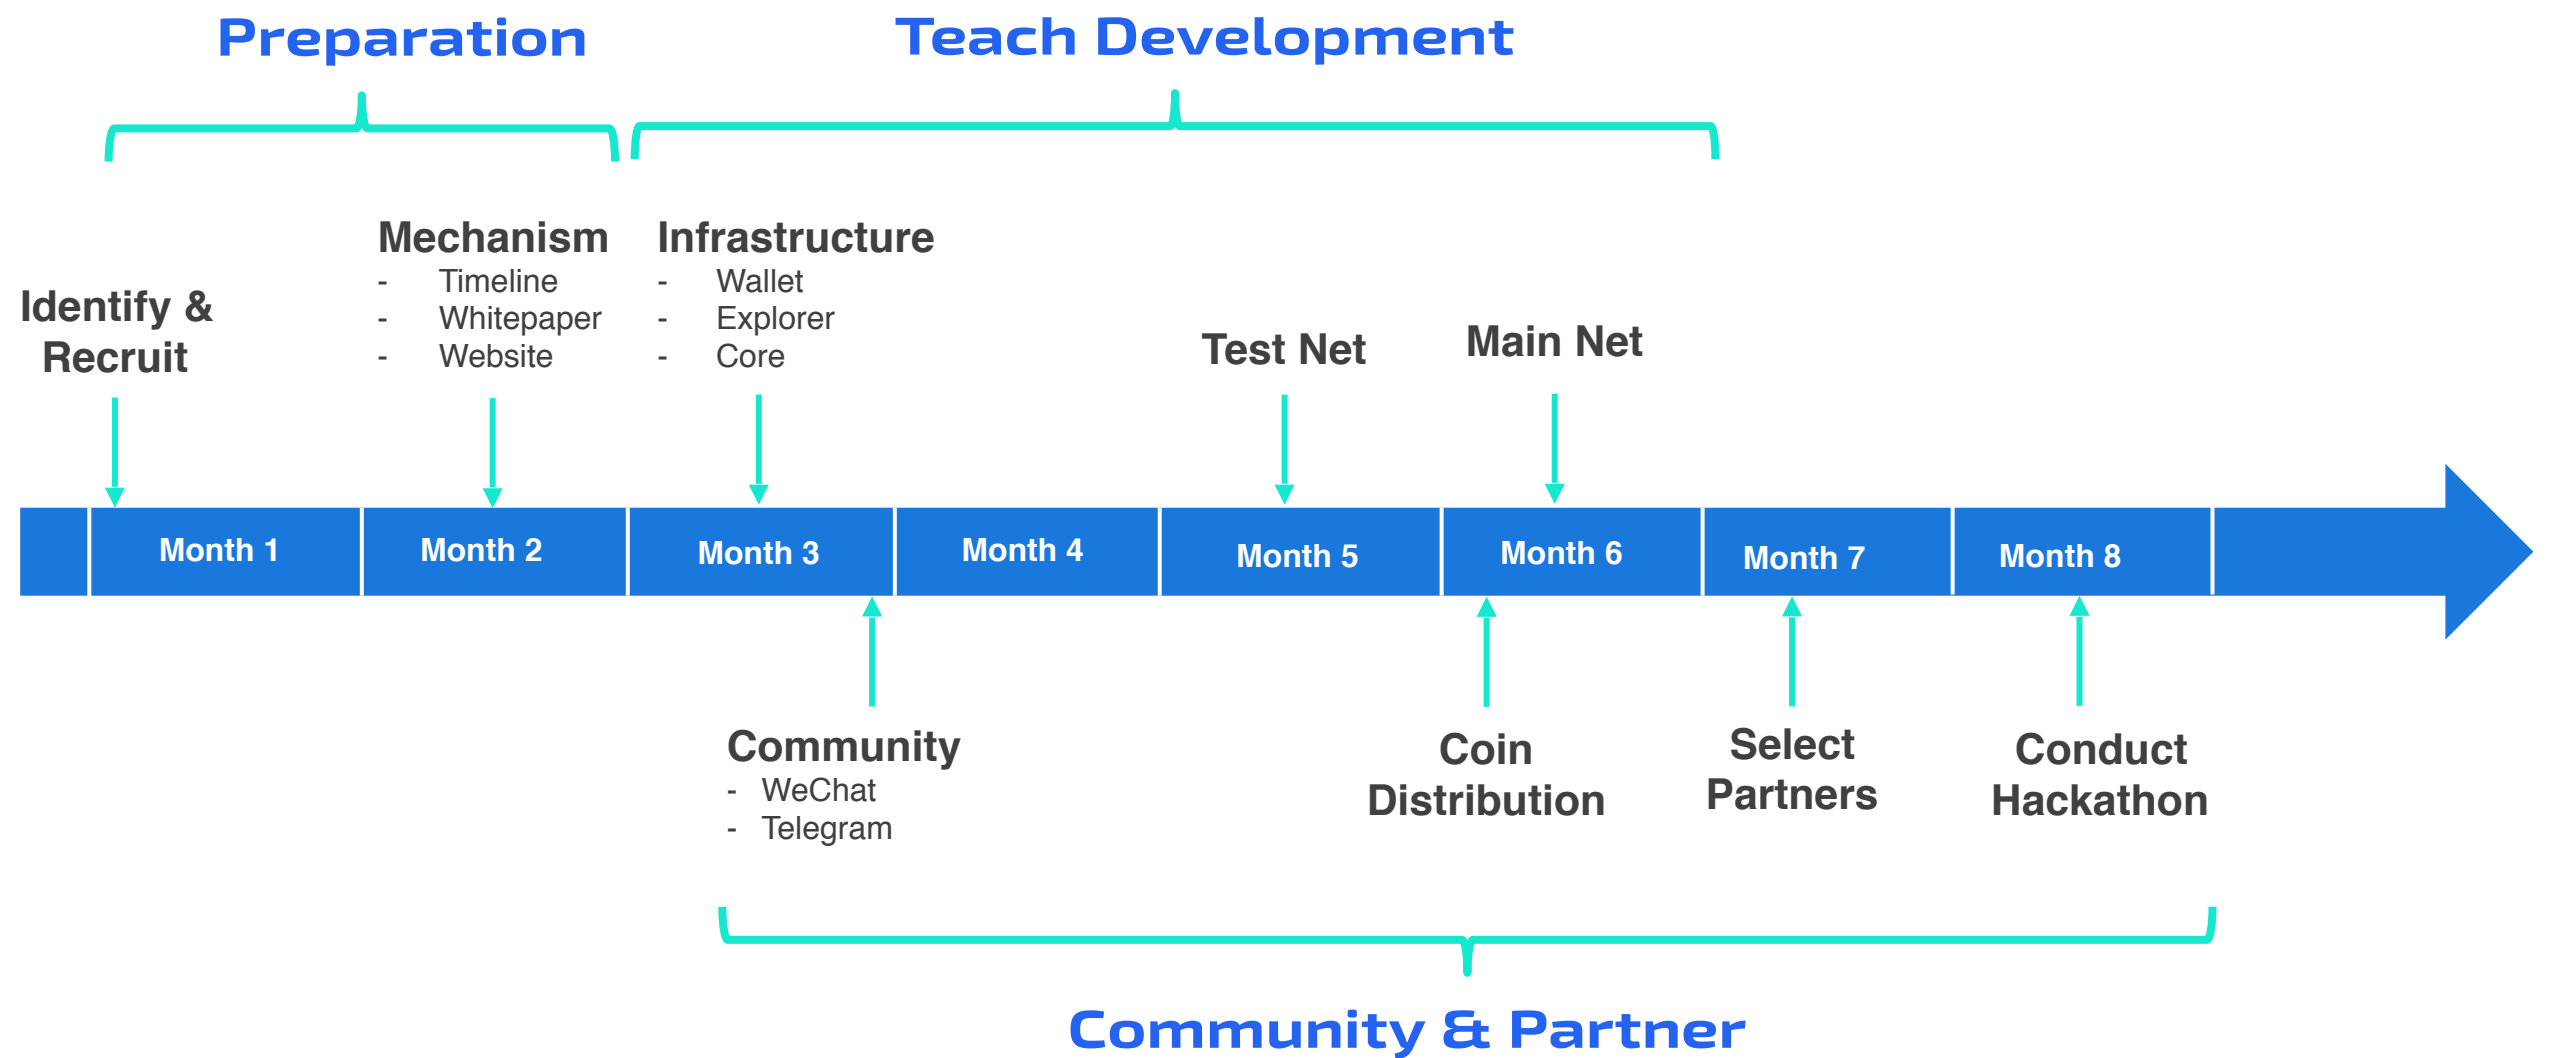 Preparation
Teach Development
Mechanism
- Timeline
- Whitepaper
- Website
Infrastructure
- Wallet
- Explorer
- Core
Identify &
Recruit
Test Net
Main Net
Month 1
Month 2
Month 3
Month 4
Month 5
Month 6
Month 7
Month 8
Community
- WeChat
- Telegram
Coin
Distribution
Select
Partners
Conduct
Hackathon
Community & Partner